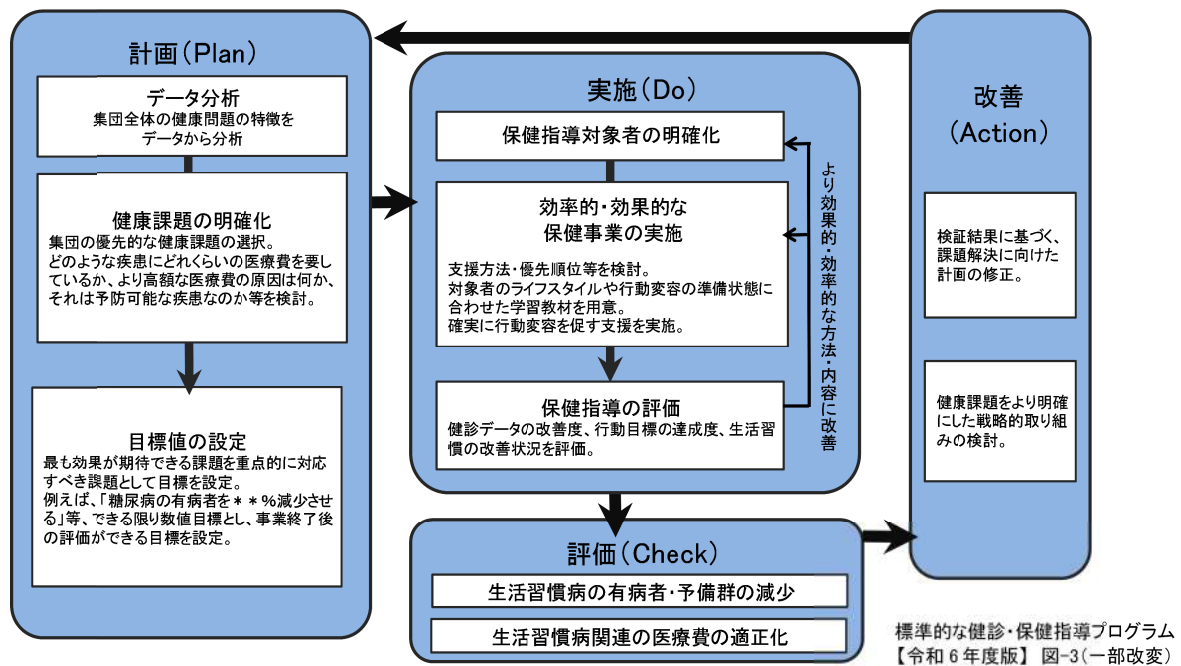 計画(Plan)
データ分析
集団全体の健康問題の特徴を
データから分析
健康課題の明確化
集団の優先的な健康課題の選択。
どのような疾患にどれくらいの医療費を要し
ているか、より高額な医療費の原因は何か、
それは予防可能な疾患なのか等を検討。
目標値の設定
最も効果が期待できる課題を重点的に対応
すべき課題として目標を設定。
例えば、「糖尿病の有病者を**%減少させ
る」等、できる限り数値目標とし、事業終了後
の評価ができる目標を設定。
実施(Do)
保健指導対象者の明確化
効率的・効果的な
保健事業の実施
支援方法・優先順位等を検討。
対象者のライフスタイルや行動変容の準備状態に
合わせた学習教材を用意。
確実に行動変容を促す支援を実施。
保健指導の評価
健診データの改善度、行動目標の達成度、生活習
慣の改善状況を評価。
より効果的・効率的な方法・内容に改善
評価(Check)
生活習慣病の有病者・予備群の減少
生活習慣病関連の医療費の適正化
改善
(Action)
検証結果に基づく、
課題解決に向けた
計画の修正。
健康課題をより明確
にした戦略的取り組
みの検討。
標準的な健診・保健指導プログラム
【令和6年度版】 図-3(一部改変)